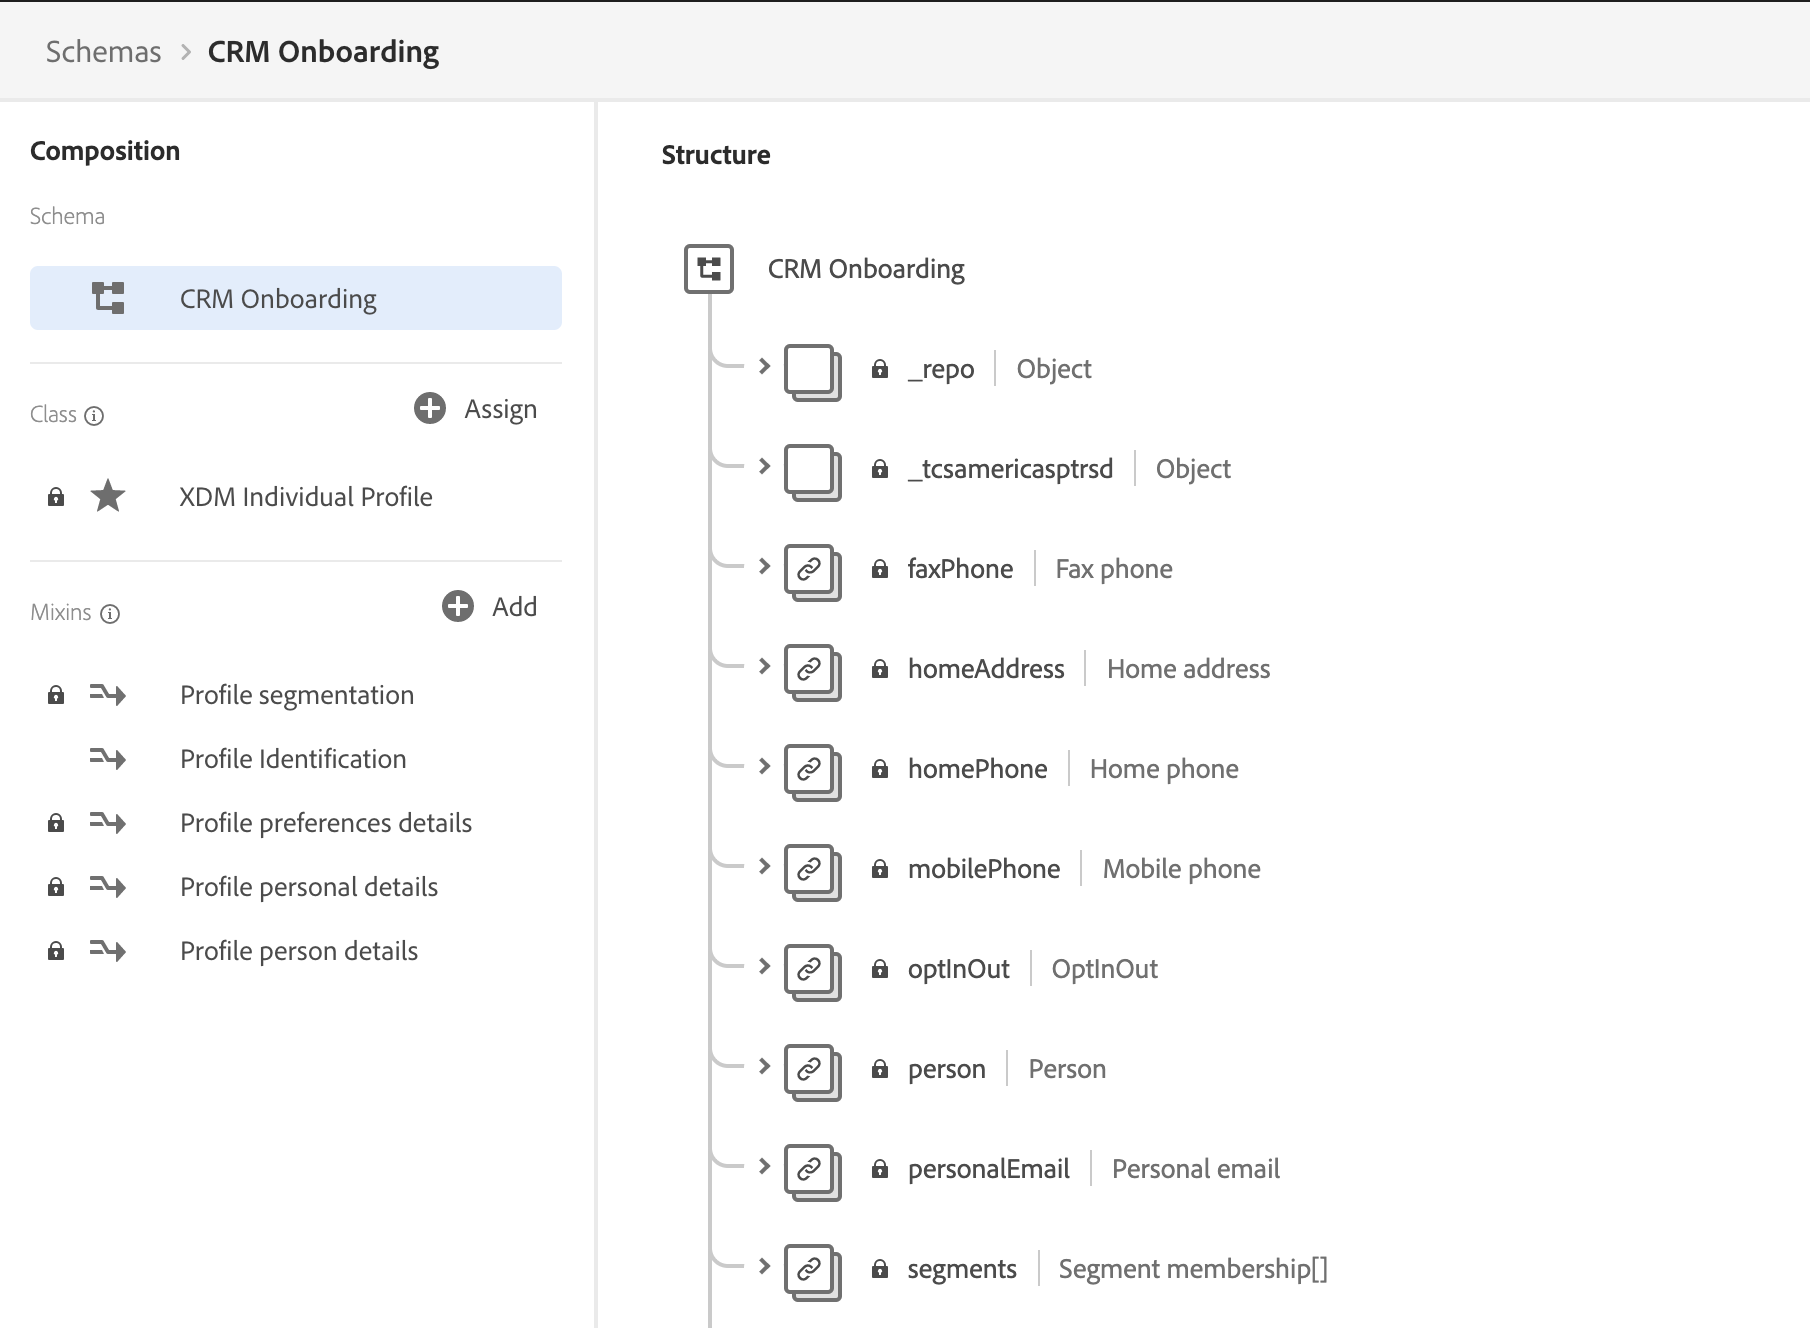 Schemas > CRM Onboarding
Composition
Schema
CRM Onboarding
Class
Assign
XDM Individual Profile
Mixins
Add
Profile segmentation
Profile Identification
Profile preferences details
Profile personal details
Profile person details
Structure
CRM Onboarding
_repo | Object
_tcsamericasptrsd | Object
faxPhone | Fax phone
homeAddress | Home address
homePhone | Home phone
mobilePhone | Mobile phone
optInOut | OptInOut
person | Person
personalEmail | Personal email
segments | Segment membership[]